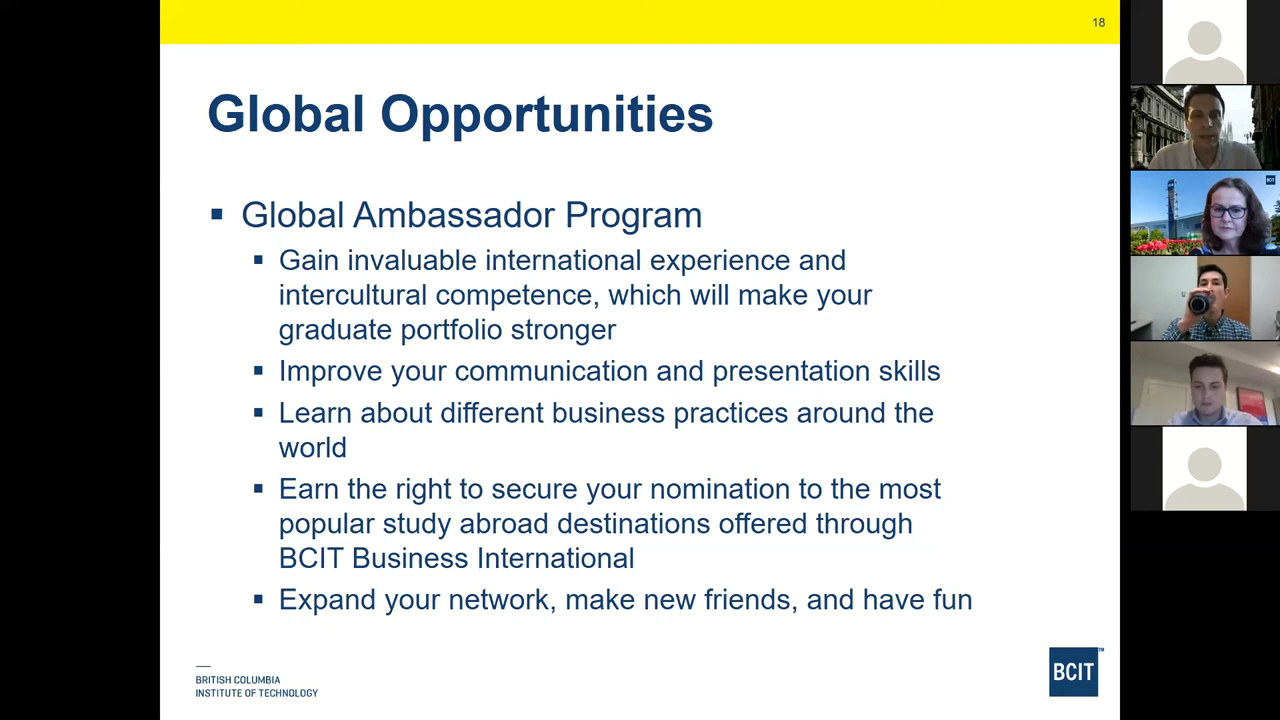 18
Global Opportunities
Global Ambassador Program
Gain invaluable international experience and
intercultural competence, which will make your
graduate portfolio stronger
Improve your communication and presentation skills
Learn about different business practices around the
world
Earn the right to secure your nomination to the most
popular study abroad destinations offered through
BCIT Business International
Expand your network, make new friends, and have fun
BRITISH COLUMBIA
INSTITUTE OF TECHNOLOGY
BCIT™
BCIT